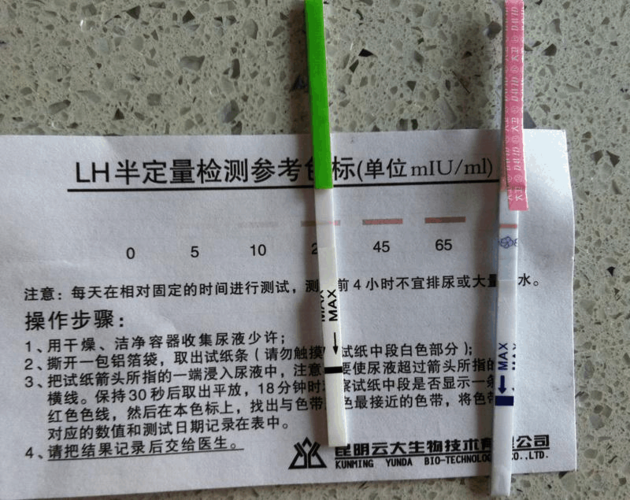 LH半定量检测参考色标(单位mIU/ml)
0 5 10 2 45 65
注意:每天在相对固定的时间进行测试,测 前4小时不宜排尿或大量 水。
操作步骤:
1、用干燥、洁净容器收集尿液少许;
2、撕开一包铝箔袋,取出试纸条(请勿触摸 试纸中段白色部分);
3、把试纸箭头所指的一端浸入尿液中,注意 要使尿液超过箭头所指的
横线。保持30秒后取出平放,18分钟时 察试纸中段是否显示一条
红色色线,然后在本色标上,找出与色带 色最接近的色带,将色
对应的数值和测试日期记录在表中。
4、请把结果记录后交给医生。
昆明云大生物技术有限公司
KUNMING YUNDA BIO-TECHNOLOG CO.,LTD.
MAX
MAX